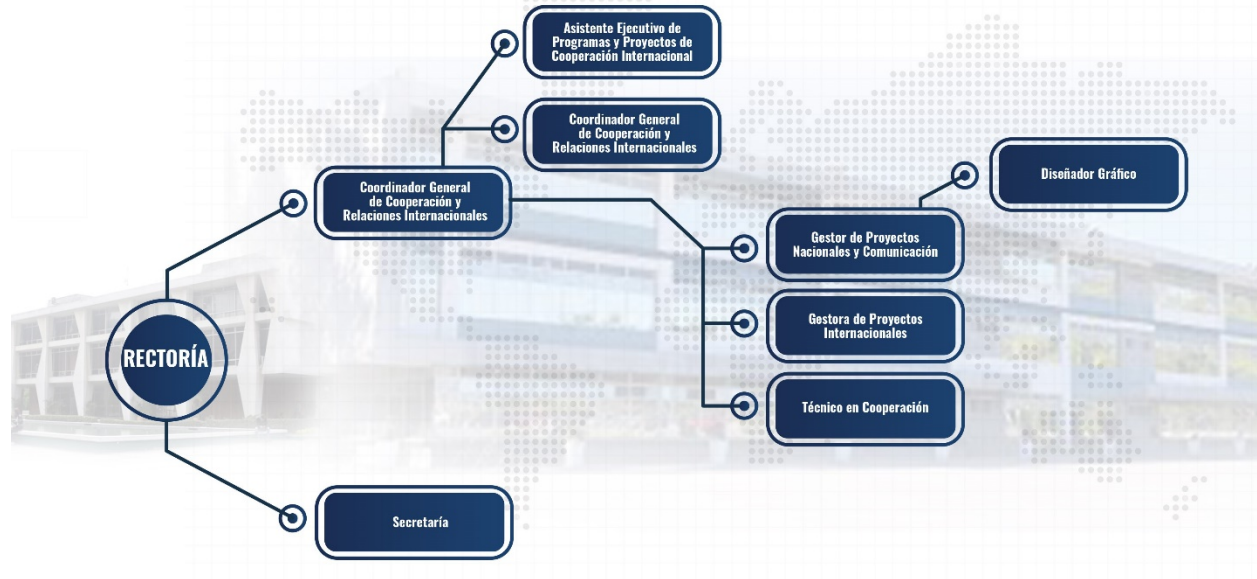 Asistente Ejecutivo de
Programas y Proyectos de
Cooperación Internacional
Coordinador General
de Cooperación y
Relaciones Internacionales
Diseñador Gráfico
Coordinador General
de Cooperación y
Relaciones Internacionales
Gestor de Proyectos
Nacionales y Comunicación
Gestora de Proyectos
Internacionales
RECTORÍA
Técnico en Cooperación
Secretaría